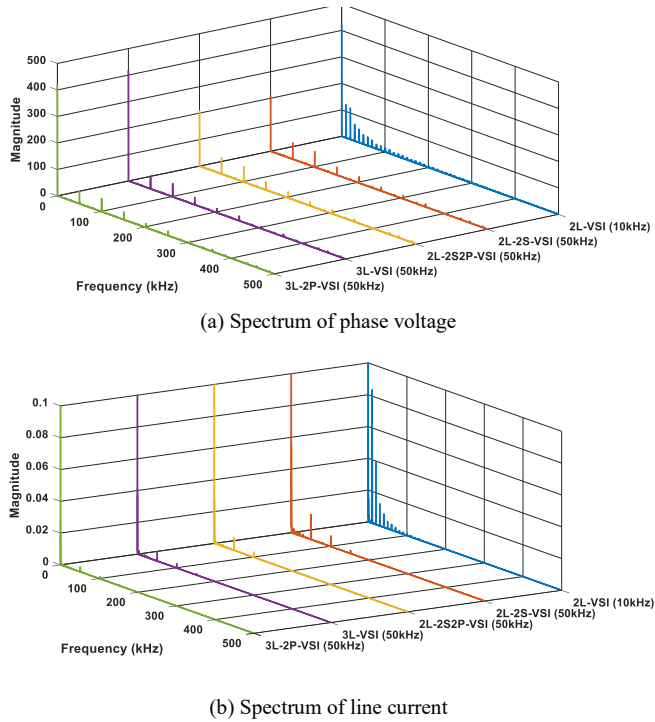 500
400
300
200
100
0
Magnitude
0
100
200
300
400
500
Frequency (kHz)
3L-2P-VSI (50kHz)
3L-VSI (50kHz)
2L-2S2P-VSI (50kHz)
2L-2S-VSI (50kHz)
2L-VSI (10kHz)
(a) Spectrum of phase voltage
0.1
0.08
0.06
0.04
0.02
0
Magnitude
0
100
200
300
400
500
Frequency (kHz)
3L-2P-VSI (50kHz)
3L-VSI (50kHz)
2L-2S2P-VSI (50kHz)
2L-2S-VSI (50kHz)
2L-VSI (10kHz)
(b) Spectrum of line current